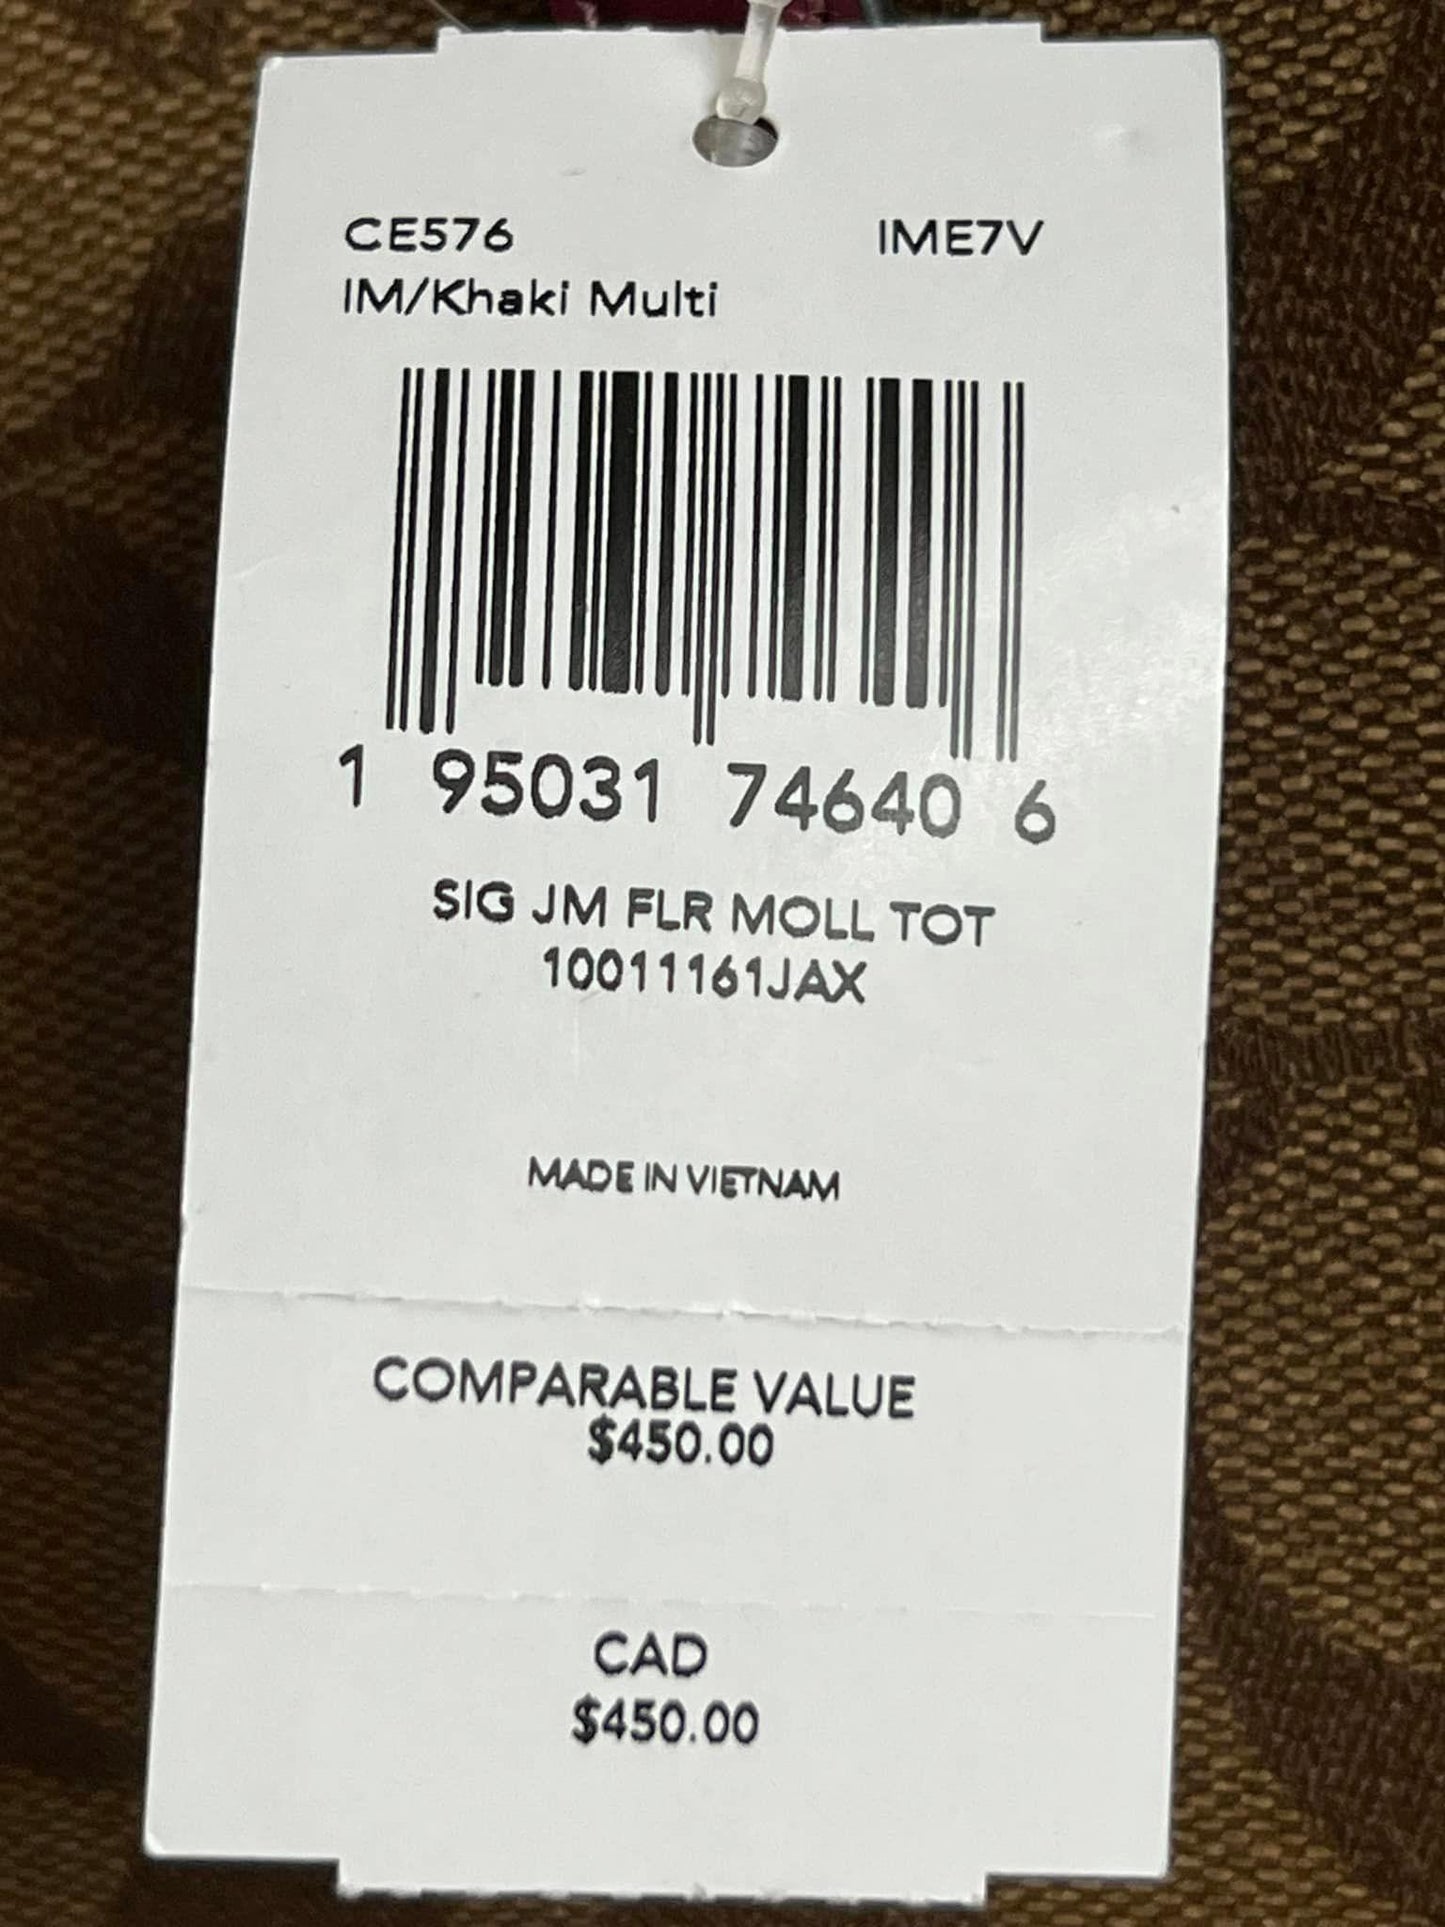 CE576 IME7V
IM/Khaki Multi
1 95031 74640 6
SIG JM FLR MOLL TOT
10011161JAX
MADE IN VIETNAM
COMPARABLE VALUE
$450.00
CAD
$450.00